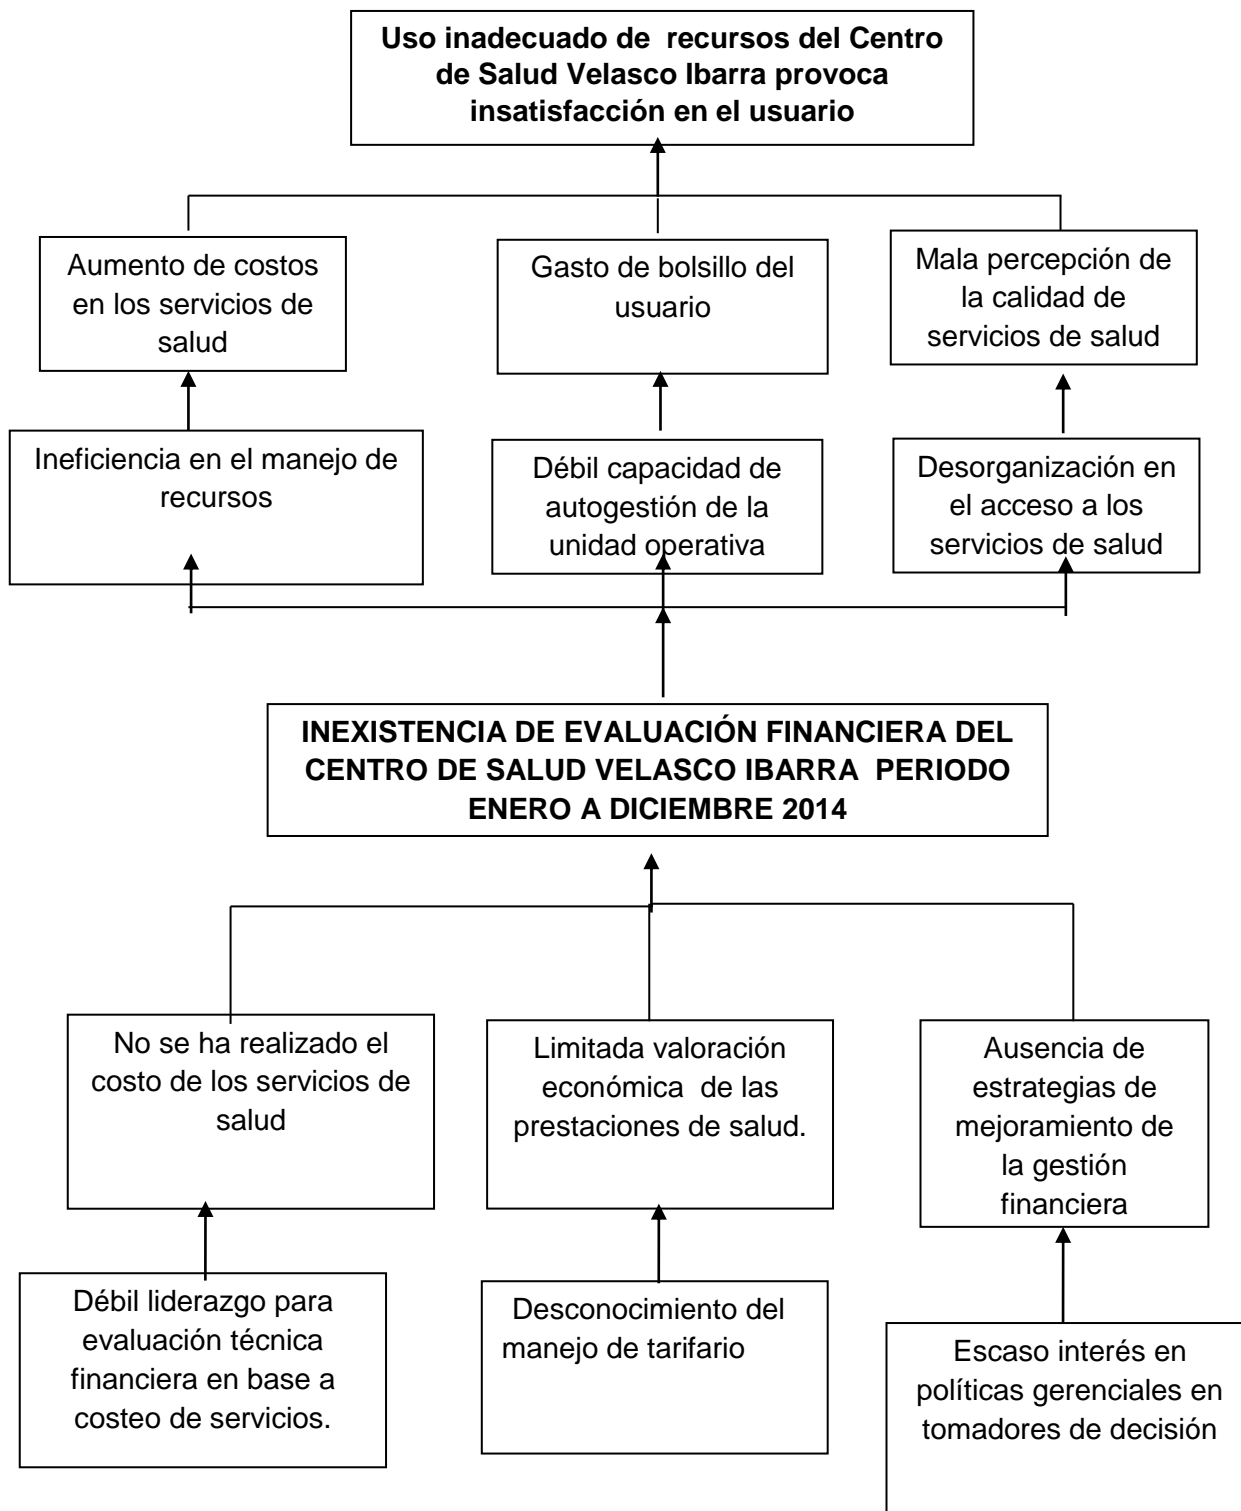 Uso inadecuado de recursos del Centro
de Salud Velasco Ibarra provoca
insatisfacción en el usuario
Aumento de costos
en los servicios de
salud
Gasto de bolsillo del
usuario
Mala percepción de
la calidad de
servicios de salud
Ineficiencia en el manejo de
recursos
Débil capacidad de
autogestión de la
unidad operativa
Desorganización en
el acceso a los
servicios de salud
INEXISTENCIA DE EVALUACIÓN FINANCIERA DEL
CENTRO DE SALUD VELASCO IBARRA PERIODO
ENERO A DICIEMBRE 2014
No se ha realizado el
costo de los servicios de
salud
Limitada valoración
económica de las
prestaciones de salud.
Ausencia de
estrategias de
mejoramiento de
la gestión
financiera
Débil liderazgo para
evaluación técnica
financiera en base a
costeo de servicios.
Desconocimiento del
manejo de tarifario
Escaso interés en
políticas gerenciales en
tomadores de decisión